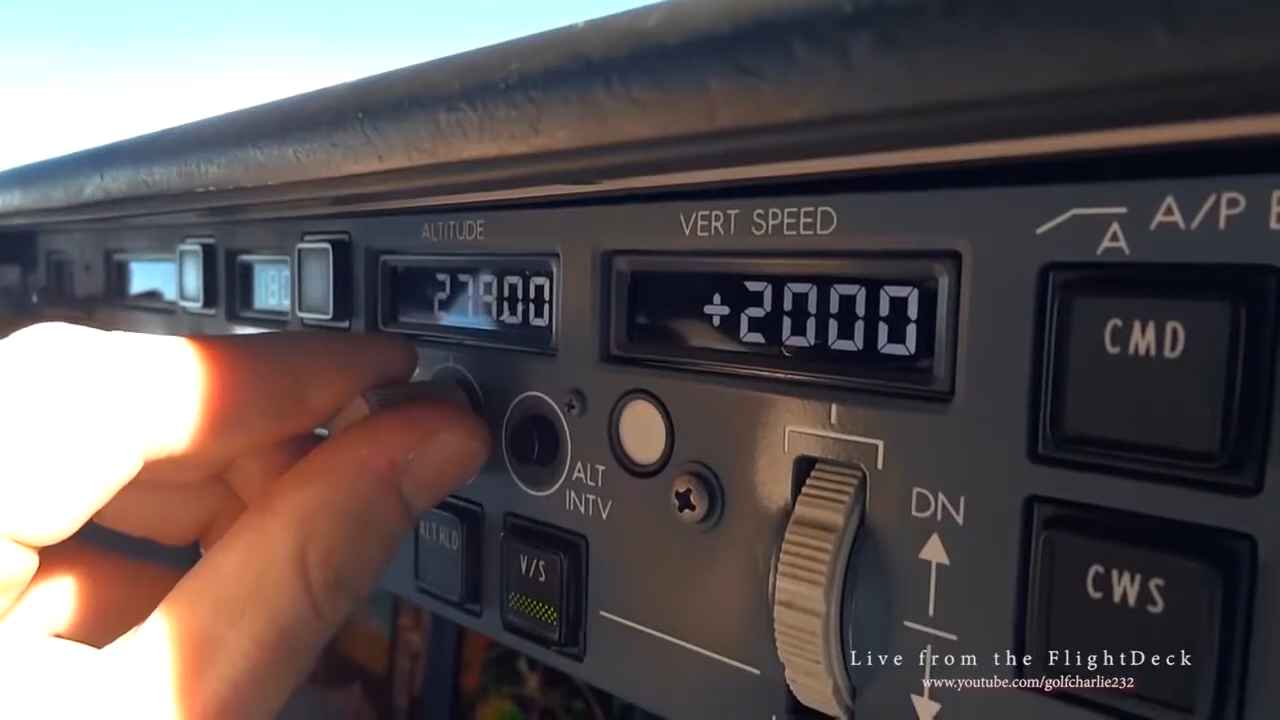 ALTITUDE
VERT SPEED
A/P E
A
180
+2000
CMD
ALT
INTV
DN
ALT HLD
V/S
CWS
Live from the FlightDeck
www.youtube.com/golfcharlie232